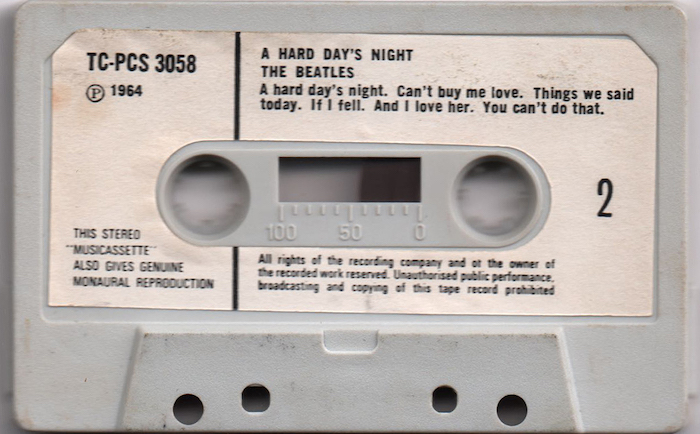 TC-PCS 3058
Ⓟ 1964
A HARD DAY'S NIGHT
THE BEATLES
A hard day's night. Can't buy me love. Things we said
today. If I fell. And I love her. You can't do that.
2
100 50 0
THIS STEREO
"MUSICASSETTE"
ALSO GIVES GENUINE
MONAURAL REPRODUCTION
All rights of the recording company and ot the owner of
the recorded work reserved. Unauthorised public performance,
broadcasting and copying of this tape record prohibited